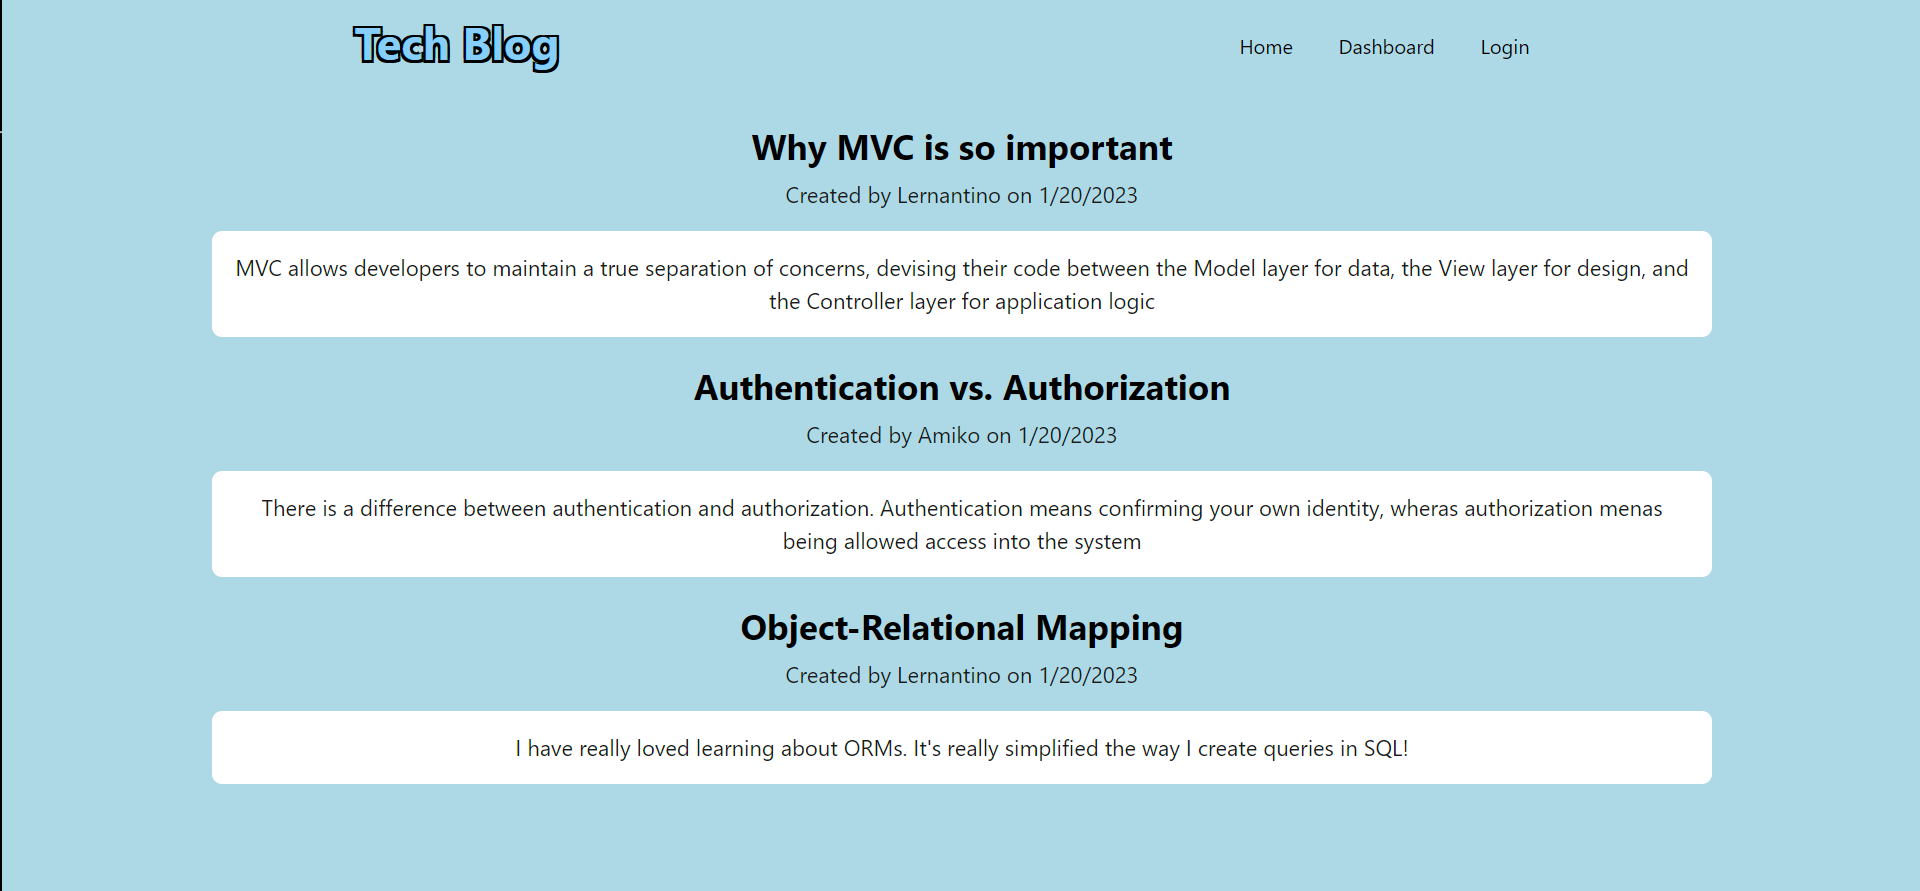 Tech Blog
Home Dashboard Login
Why MVC is so important
Created by Lernantino on 1/20/2023
MVC allows developers to maintain a true separation of concerns, devising their code between the Model layer for data, the View layer for design, and
the Controller layer for application logic
Authentication vs. Authorization
Created by Amiko on 1/20/2023
There is a difference between authentication and authorization. Authentication means confirming your own identity, wheras authorization menas
being allowed access into the system
Object-Relational Mapping
Created by Lernantino on 1/20/2023
I have really loved learning about ORMs. It's really simplified the way I create queries in SQL!